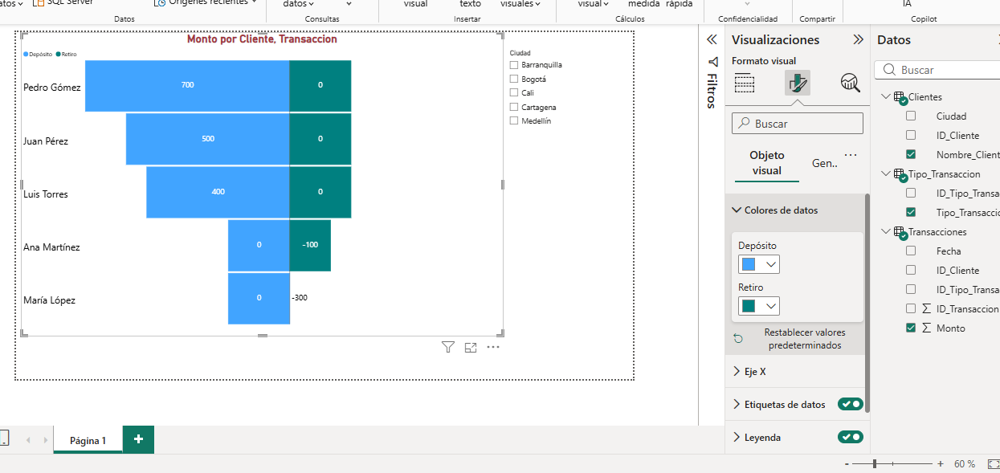 SQL Server
Orígenes recientes
datos
visual
texto
visuales
visual
medida
rápida
IA
Datos
Consultas
Insertar
Cálculos
Confidencialidad
Compartir
Copilot
Monto por Cliente, Transaccion
Depósito Retiro
Pedro Gómez 700 0
Juan Pérez 500 0
Luis Torres 400 0
Ana Martínez 0 -100
María López 0 -300
Ciudad
Barranquilla
Bogotá
Cali
Cartagena
Medellín
Filtros
Visualizaciones
Formato visual
Buscar
Objeto
visual
Gen..
Colores de datos
Depósito
Retiro
Restablecer valores
predeterminados
Eje X
Etiquetas de datos
Leyenda
Datos
Buscar
Clientes
Ciudad
ID_Cliente
Nombre_Client
Tipo_Transaccion
ID_Tipo_Transa
Tipo_Transaccio
Transacciones
Fecha
ID_Cliente
ID_Tipo_Transa
ID_Transaccion
Monto
Página 1
- + 60 %